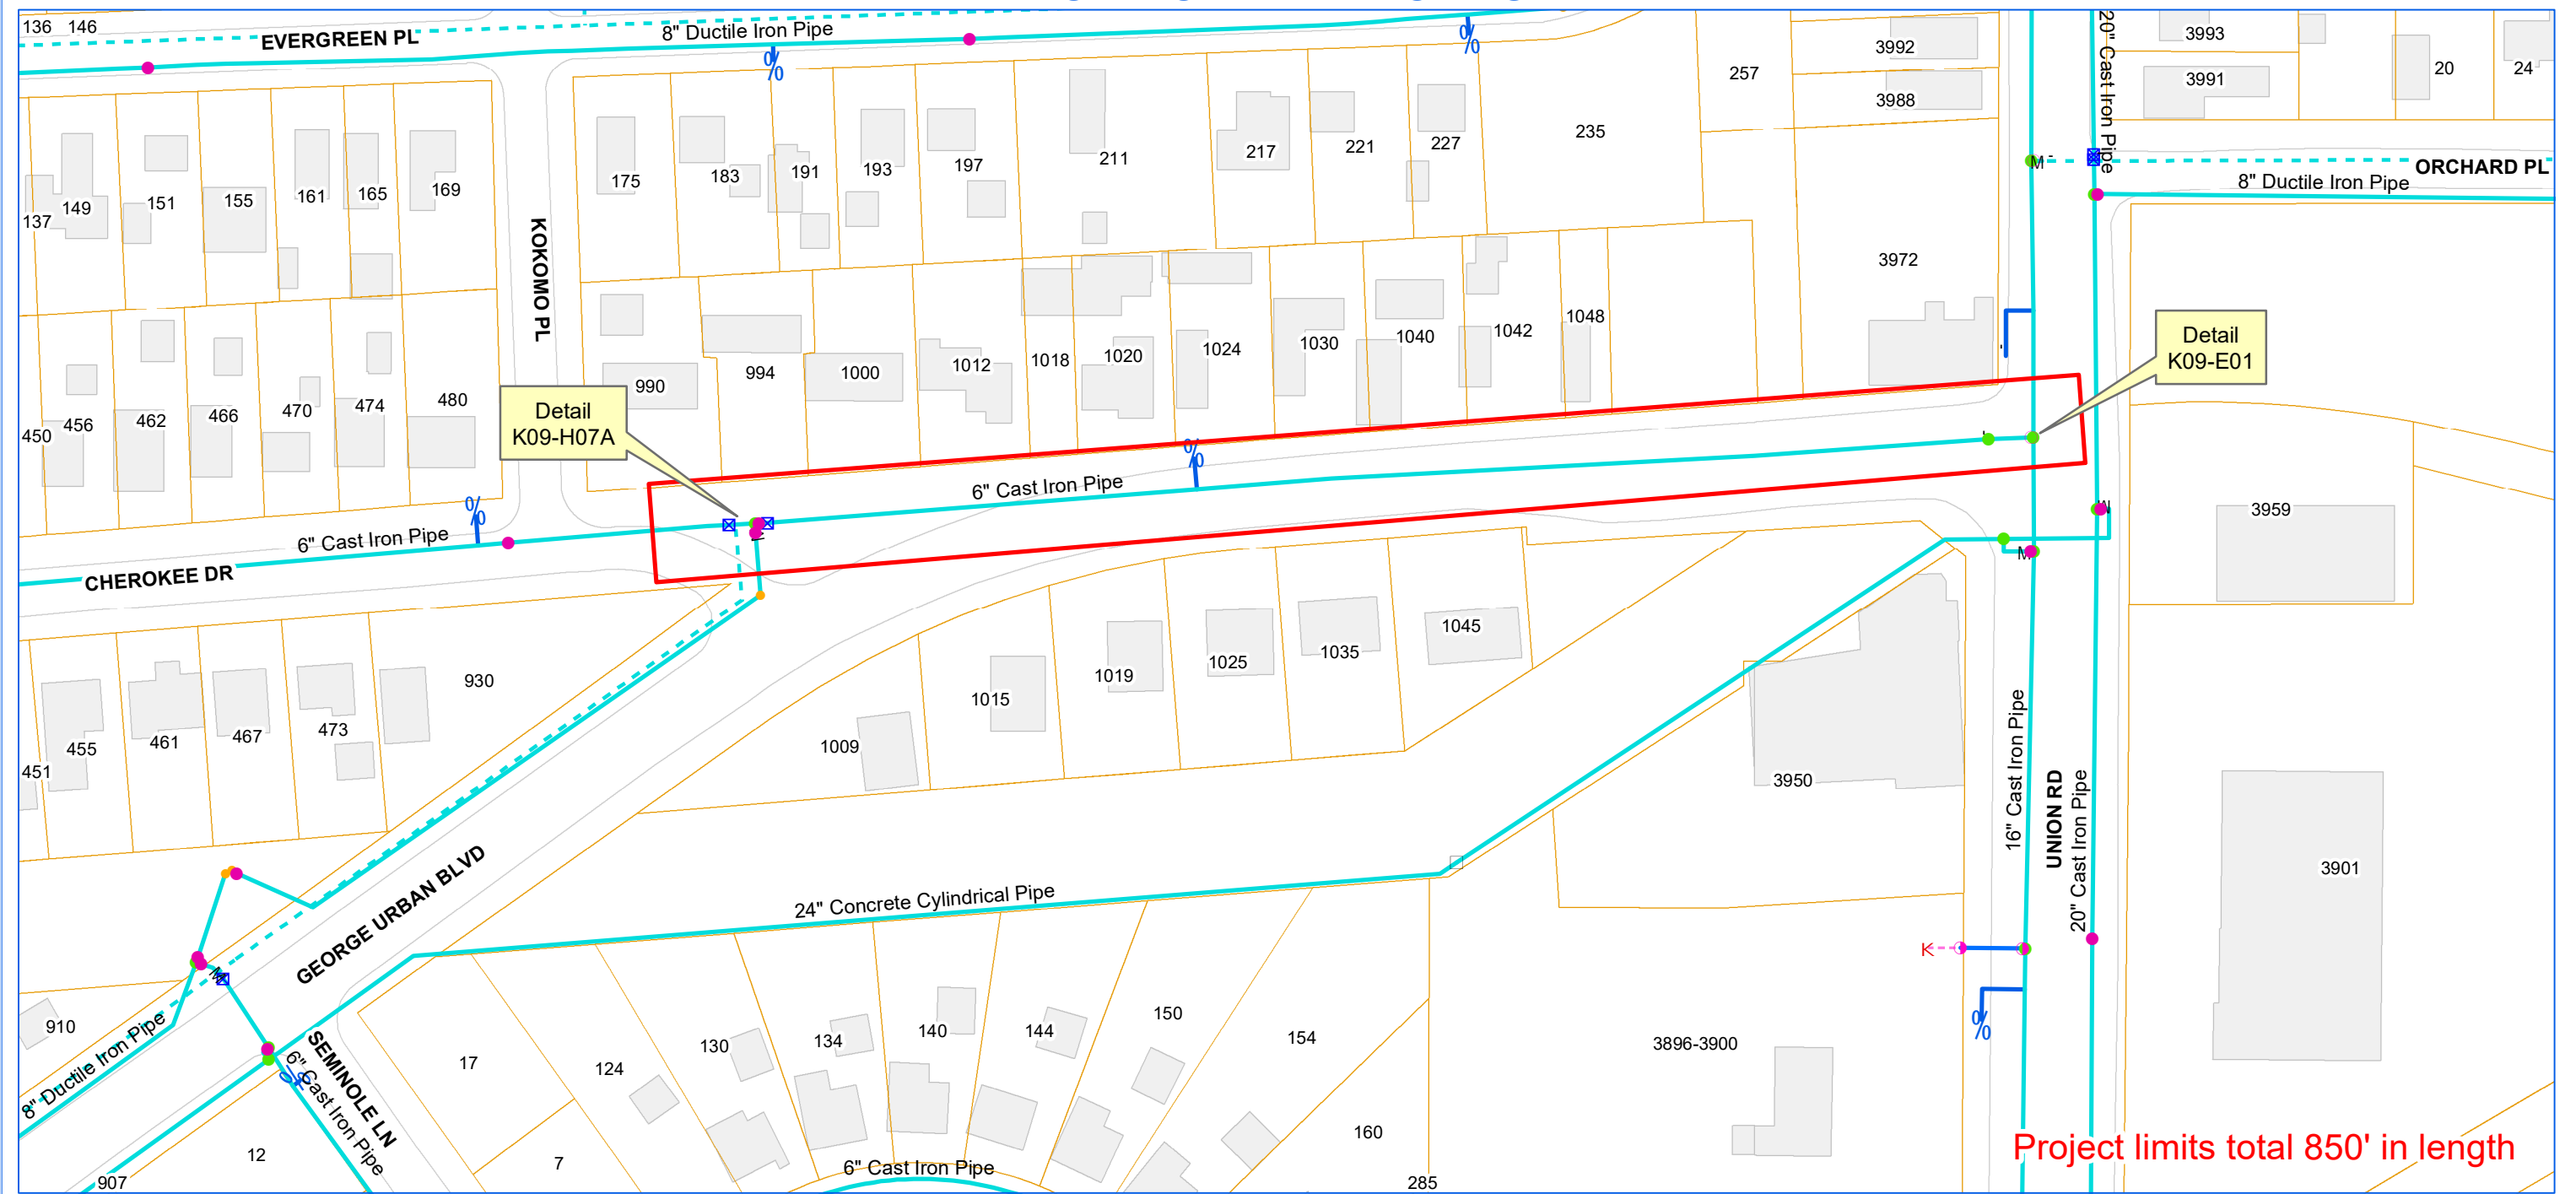 136 146
EVERGREEN PL
8" Ductile Iron Pipe
%
%
257
3992
3988
20" Cast Iron Pipe
3993
3991
20
24
137
149
151
155
161
165
169
175
183
191
193
197
211
217
221
227
235
M
ORCHARD PL
8" Ductile Iron Pipe
KOKOMO PL
3972
450
456
462
466
470
474
480
990
994
1000
1012
1018
1020
1024
1030
1040
1042
1048
Detail
K09-E01
Detail
K09-H07A
%
%
6" Cast Iron Pipe
6" Cast Iron Pipe
CHEROKEE DR
M
3959
M
451
455
461
467
473
930
1009
1015
1019
1025
1035
1045
3950
16" Cast Iron Pipe
UNION RD
20" Cast Iron Pipe
3901
GEORGE URBAN BLVD
24" Concrete Cylindrical Pipe
M
K
%
910
8" Ductile Iron Pipe
SEMINOLE LN
6" Cast Iron Pipe
17
124
130
134
140
144
150
154
160
3896-3900
12
7
907
6" Cast Iron Pipe
285
Project limits total 850' in length